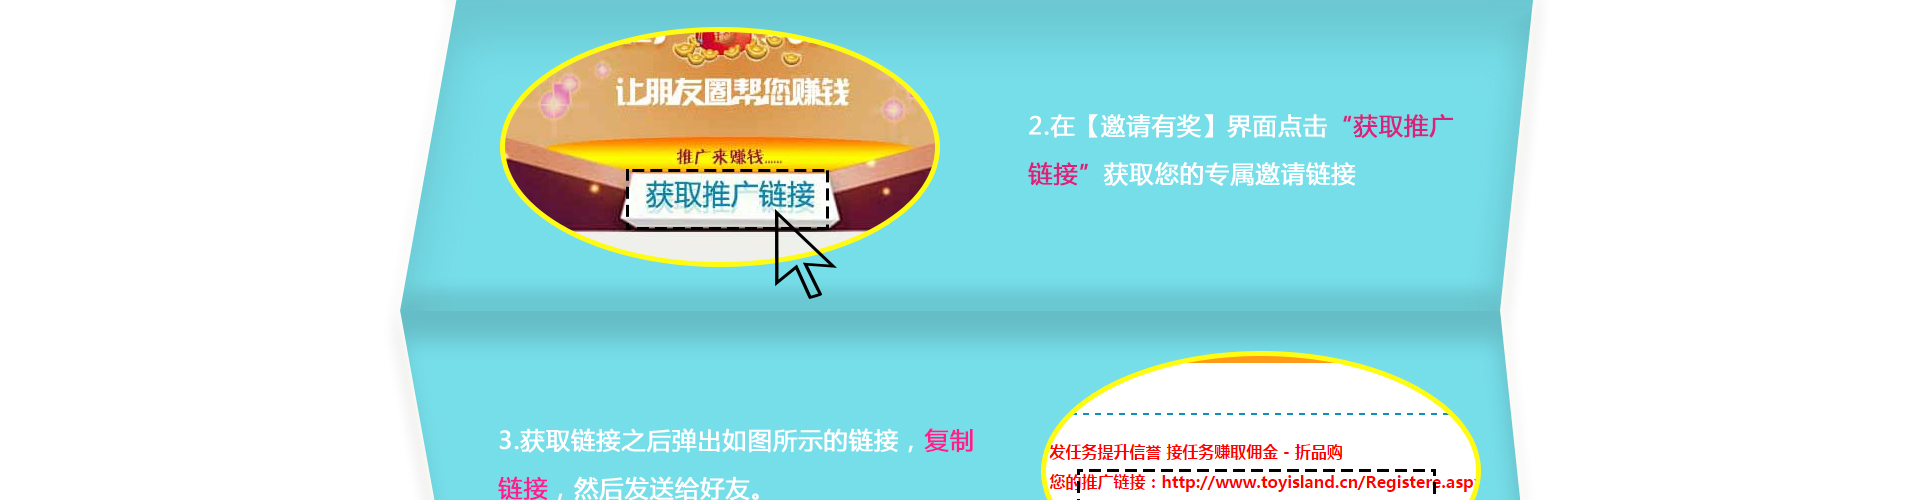 让朋友圈帮您赚钱
推广来赚钱......
获取推广链接
2.在【邀请有奖】界面点击“获取推广
链接”获取您的专属邀请链接
3.获取链接之后弹出如图所示的链接，复制
链接，然后发送给好友。
发任务提升信誉 接任务赚取佣金 - 折品购
您的推广链接：http://www.toyisland.cn/Registere.asp